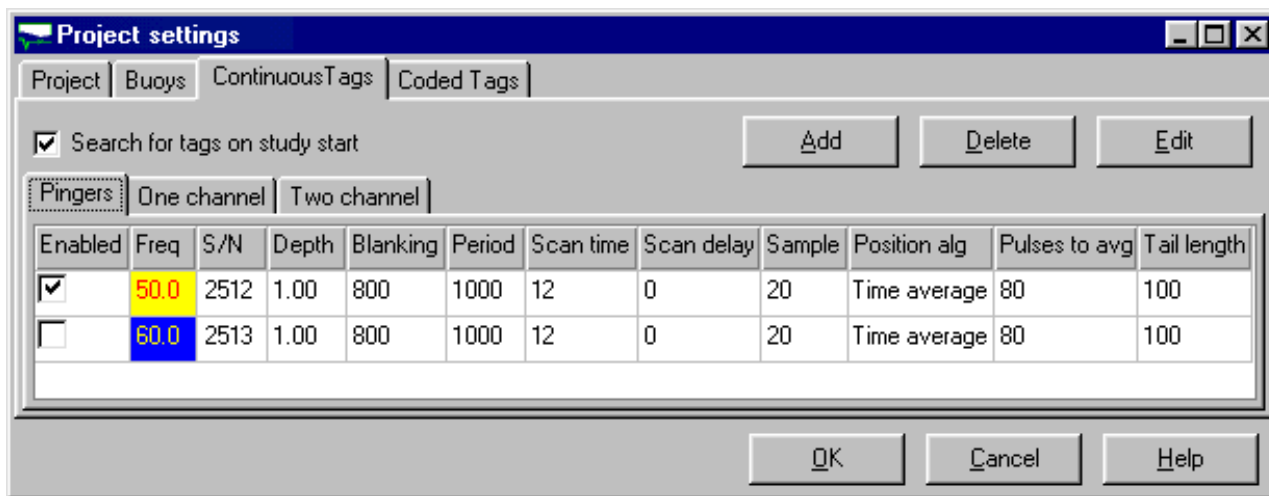 Project settings
Project Buoys ContinuousTags Coded Tags
Search for tags on study start Add Delete Edit
Pingers One channel Two channel
Enabled Freq S/N Depth Blanking Period Scan time Scan delay Sample Position alg Pulses to avg Tail length
50.0 2512 1.00 800 1000 12 0 20 Time average 80 100
60.0 2513 1.00 800 1000 12 0 20 Time average 80 100
OK Cancel Help